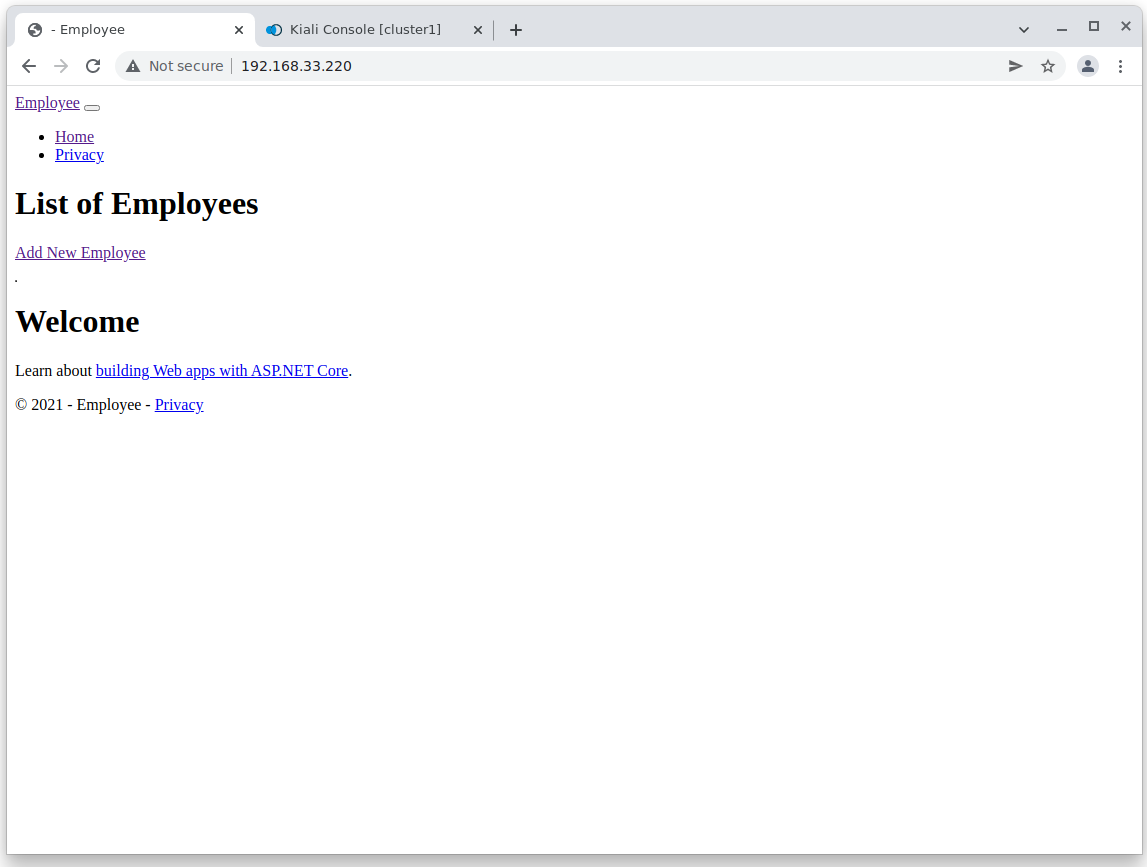 - Employee
Kiali Console [cluster1]
Not secure
192.168.33.220
Employee
Home
Privacy
List of Employees
Add New Employee
.
Welcome
Learn about building Web apps with ASP.NET Core.
© 2021 - Employee - Privacy